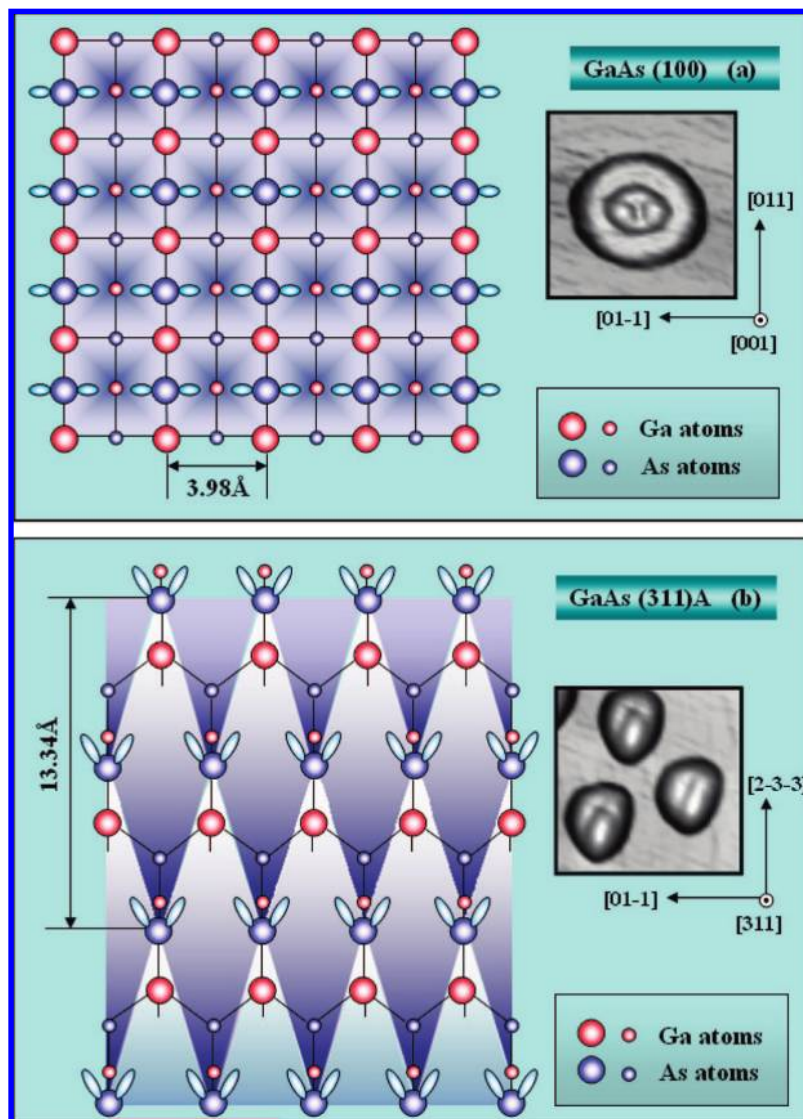 GaAs (100) (a)
[011]
[01-1]
[001]
Ga atoms
As atoms
3.98Å
GaAs (311)A (b)
13.34Å
[2-3-3]
[01-1]
[311]
Ga atoms
As atoms